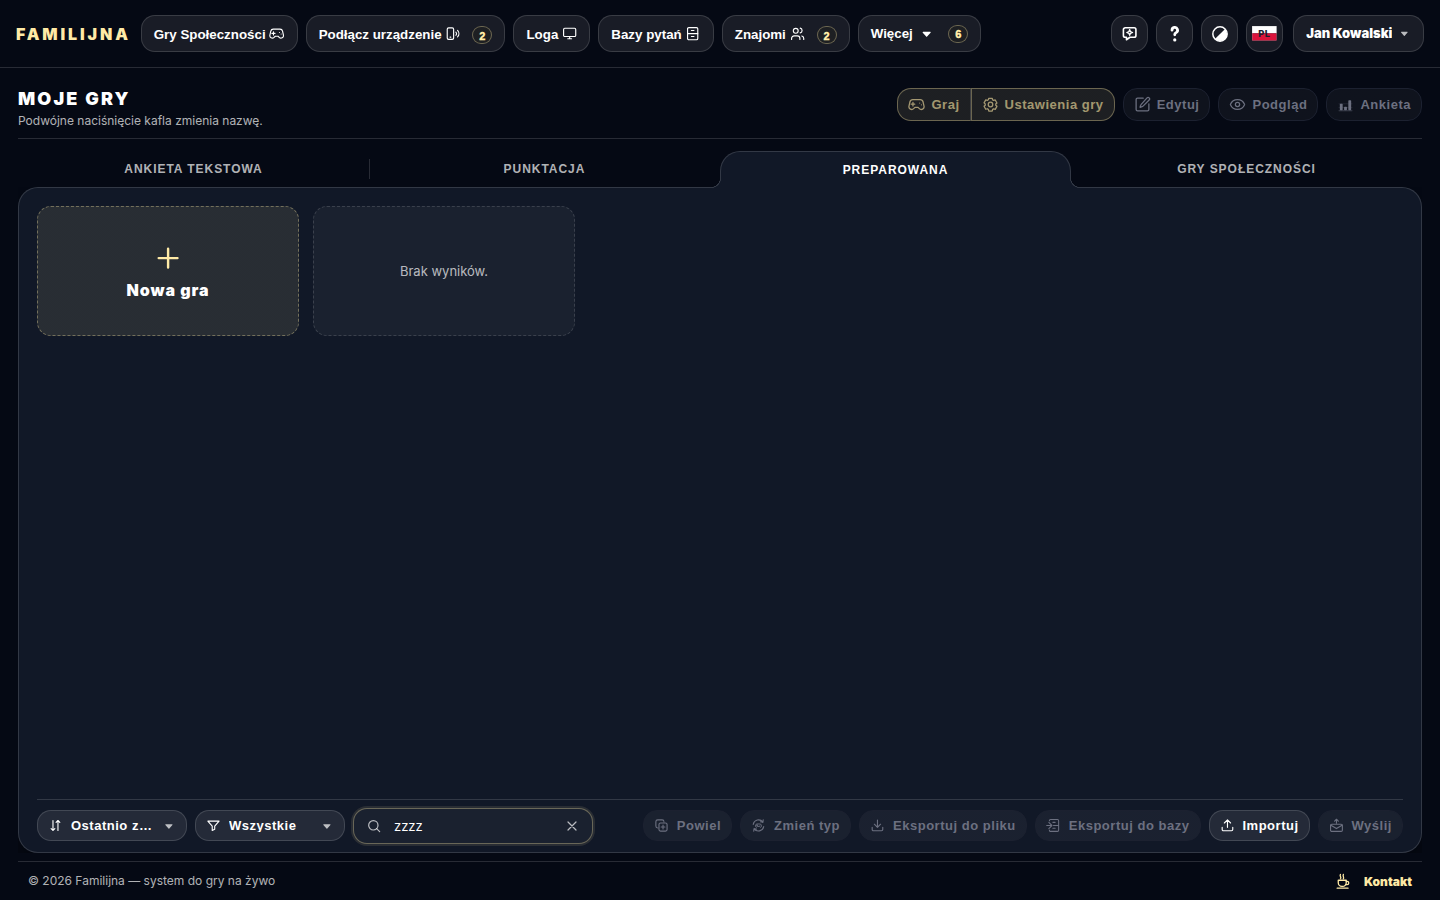 FAMILIJNA
Gry Społeczności
Podłącz urządzenie 2
Loga
Bazy pytań
Znajomi 2
Więcej 6
?
PL
Jan Kowalski
MOJE GRY
Podwójne naciśnięcie kafla zmienia nazwę.
Graj
Ustawienia gry
Edytuj
Podgląd
Ankieta
ANKIETA TEKSTOWA
PUNKTACJA
PREPAROWANA
GRY SPOŁECZNOŚCI
Nowa gra
Brak wyników.
Ostatnio z...
Wszystkie
zzzz
Powiel
Zmień typ
Eksportuj do pliku
Eksportuj do bazy
Importuj
Wyślij
© 2026 Familijna — system do gry na żywo
Kontakt